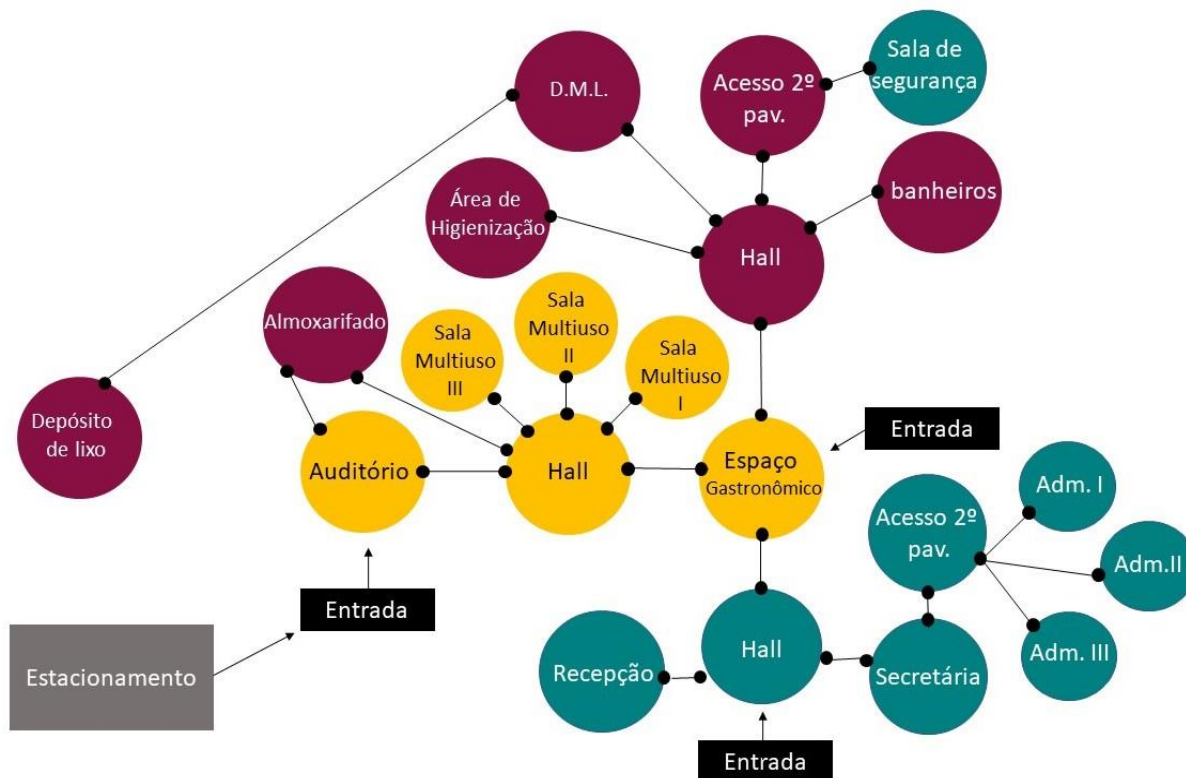 Sala de
segurança
Acesso 2º
pav.
D.M.L.
banheiros
Área de
Higienização
Hall
Almoxarifado
Sala
Multiuso
III
Sala
Multiuso
II
Sala
Multiuso
I
Depósito
de lixo
Auditório
Hall
Espaço
Gastronômico
Entrada
Acesso 2º
pav.
Adm. I
Adm.II
Adm. III
Entrada
Estacionamento
Recepção
Hall
Secretária
Entrada